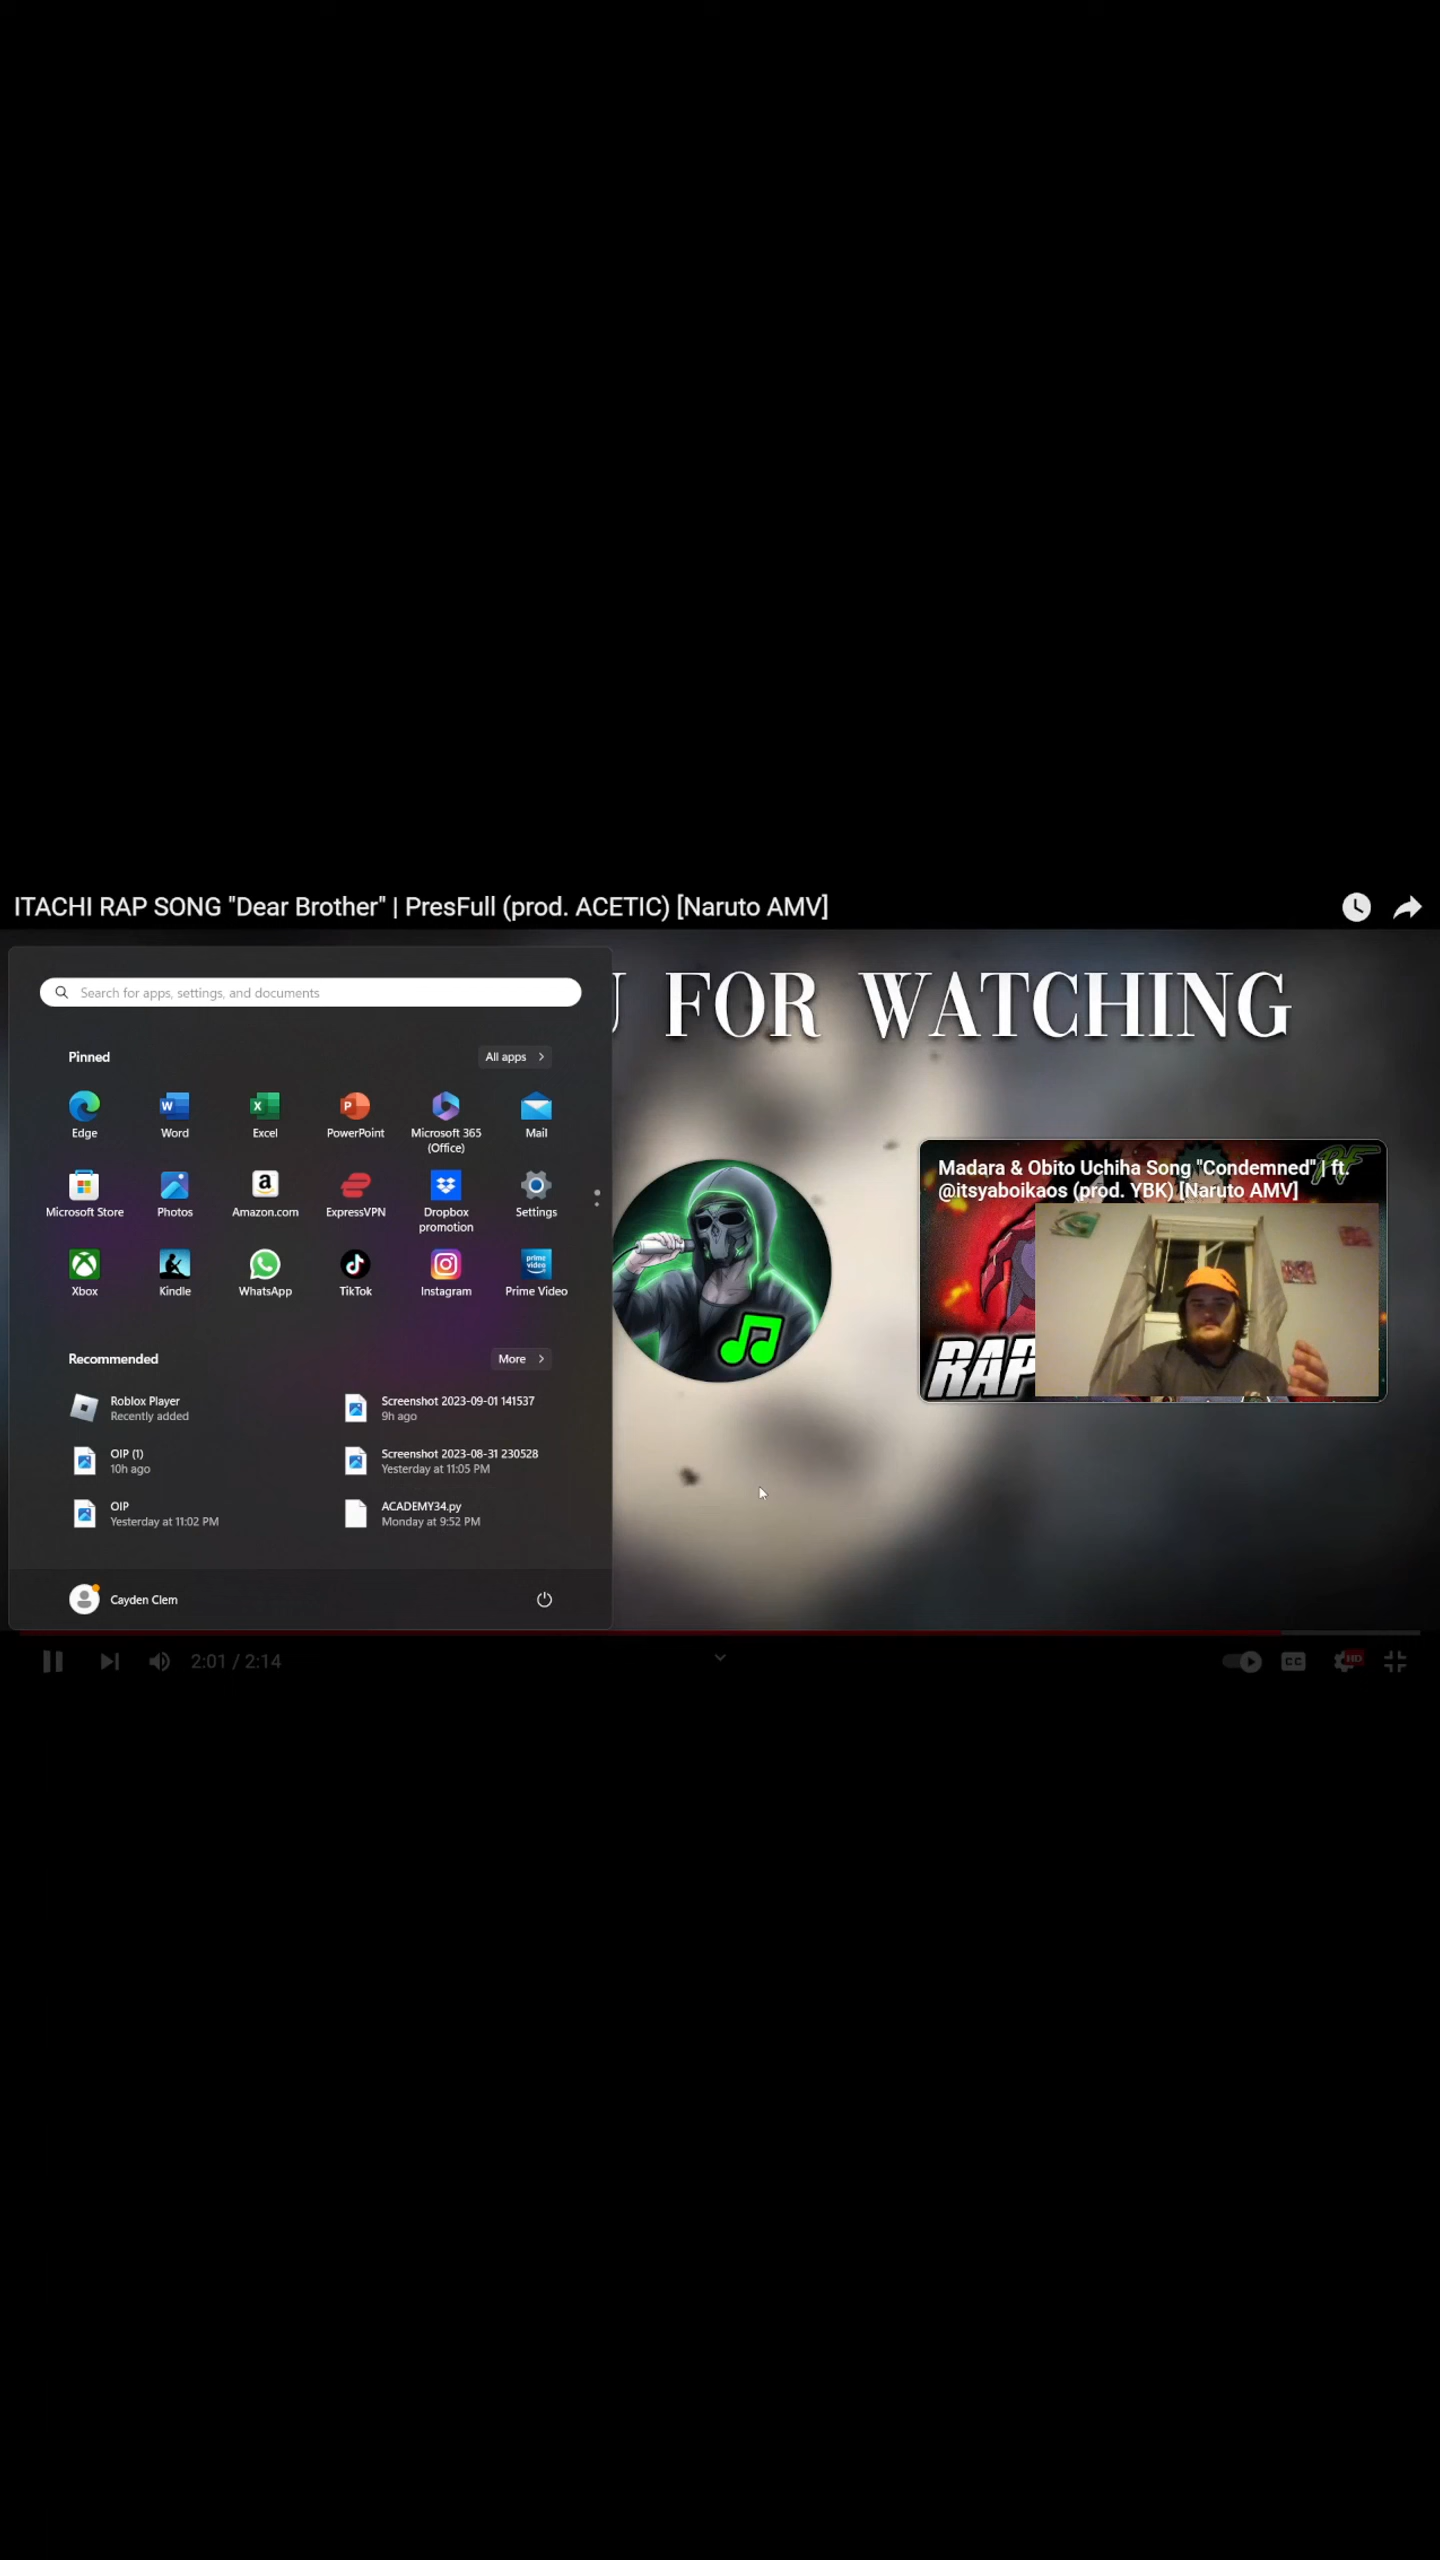 ITACHI RAP SONG "Dear Brother" | PresFull (prod. ACETIC) [Naruto AMV]
Search for apps, settings, and documents
U FOR WATCHING
Pinned
All apps
Edge
Word
Excel
PowerPoint
Microsoft 365
(Office)
Mail
Microsoft Store
Photos
Amazon.com
ExpressVPN
Dropbox
promotion
Settings
Xbox
Kindle
WhatsApp
TikTok
Instagram
prime
video
Prime Video
Madara & Obito Uchiha Song "Condemned" | ft.
@itsyaboikaos (prod. YBK) [Naruto AMV]
RAP
Recommended
More
Roblox Player
Recently added
Screenshot 2023-09-01 141537
9h ago
OIP (1)
10h ago
Screenshot 2023-08-31 230528
Yesterday at 11:05 PM
OIP
Yesterday at 11:02 PM
ACADEMY34.py
Monday at 9:52 PM
Cayden Clem
2:01 / 2:14
CC
HD